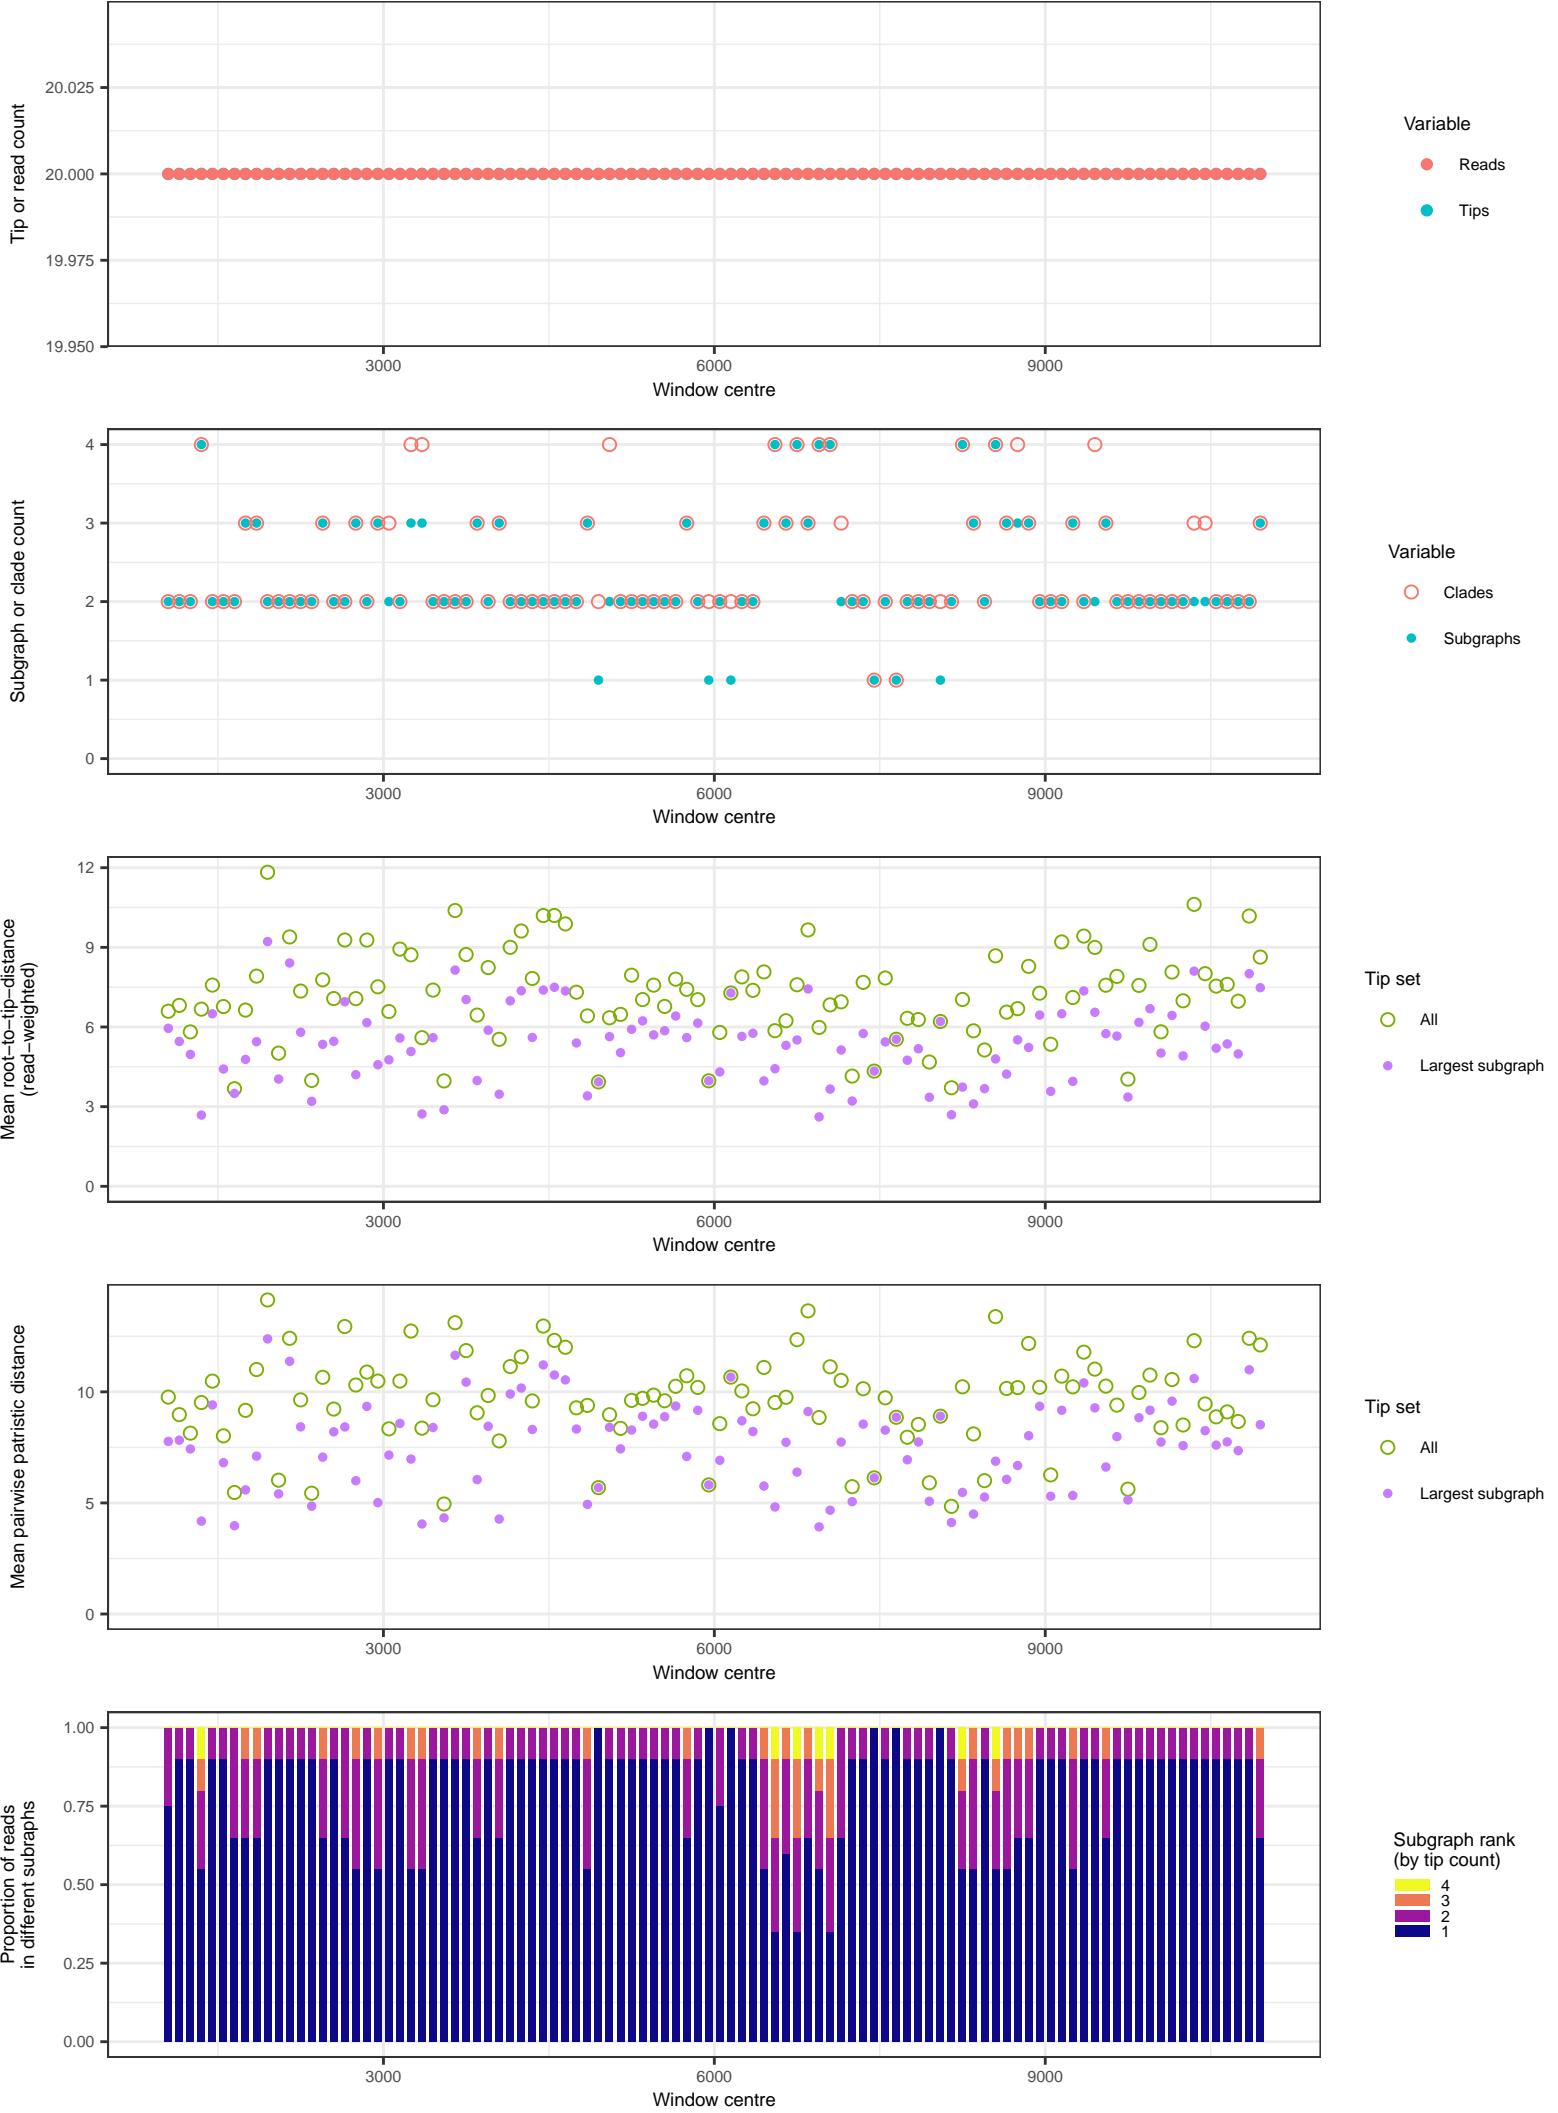 Tip or read count
20.025
20.000
19.975
19.950
3000
6000
9000
Window centre
Variable
Reads
Tips
Subgraph or clade count
4
3
2
1
0
3000
6000
9000
Window centre
Variable
Clades
Subgraphs
Mean root−to−tip−distance
(read−weighted)
12
9
6
3
0
3000
6000
9000
Window centre
Tip set
All
Largest subgraph
Mean pairwise patristic distance
10
5
0
3000
6000
9000
Window centre
Tip set
All
Largest subgraph
Proportion of reads
in different subraphs
1.00
0.75
0.50
0.25
0.00
3000
6000
9000
Window centre
Subgraph rank
(by tip count)
4
3
2
1